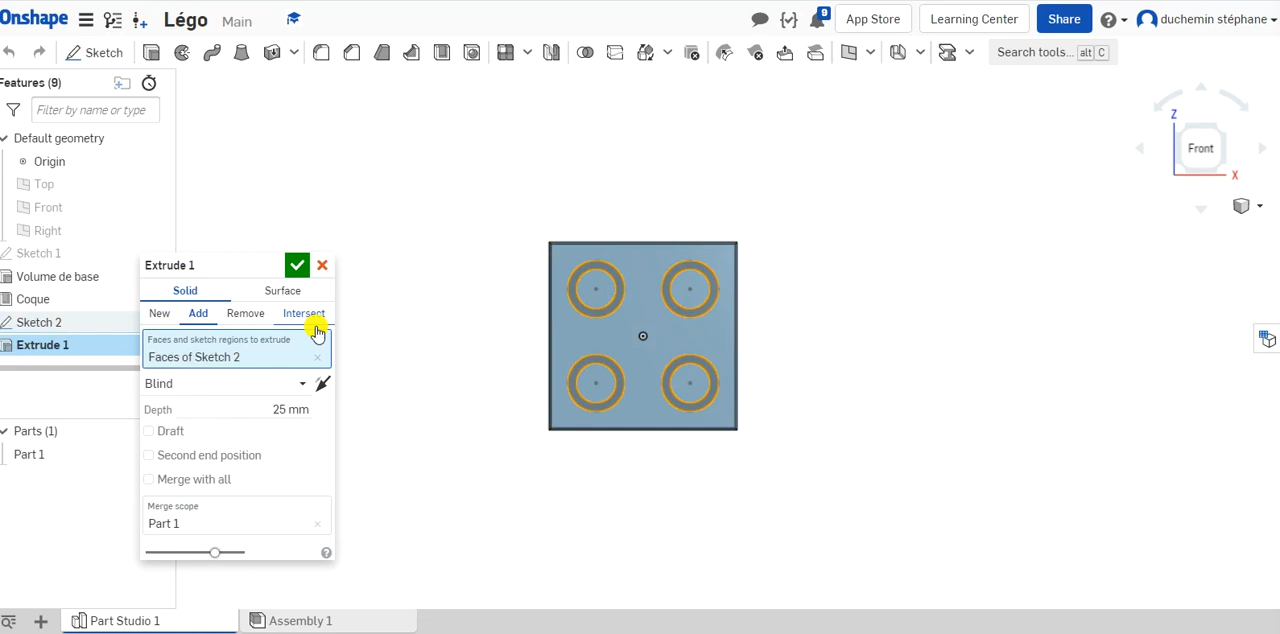 Onshape Légo Main 9 App Store Learning Center Share duchemin stéphane
Sketch Search tools... alt C
Features (9)
Filter by name or type
Default geometry
Origin
Top
Front
Right
Sketch 1
Volume de base
Coque
Sketch 2
Extrude 1
Parts (1)
Part 1
Extrude 1
Solid Surface
New Add Remove Intersect
Faces and sketch regions to extrude
Faces of Sketch 2
Blind
Depth 25 mm
Draft
Second end position
Merge with all
Merge scope
Part 1
Z
Front
X
Part Studio 1 Assembly 1